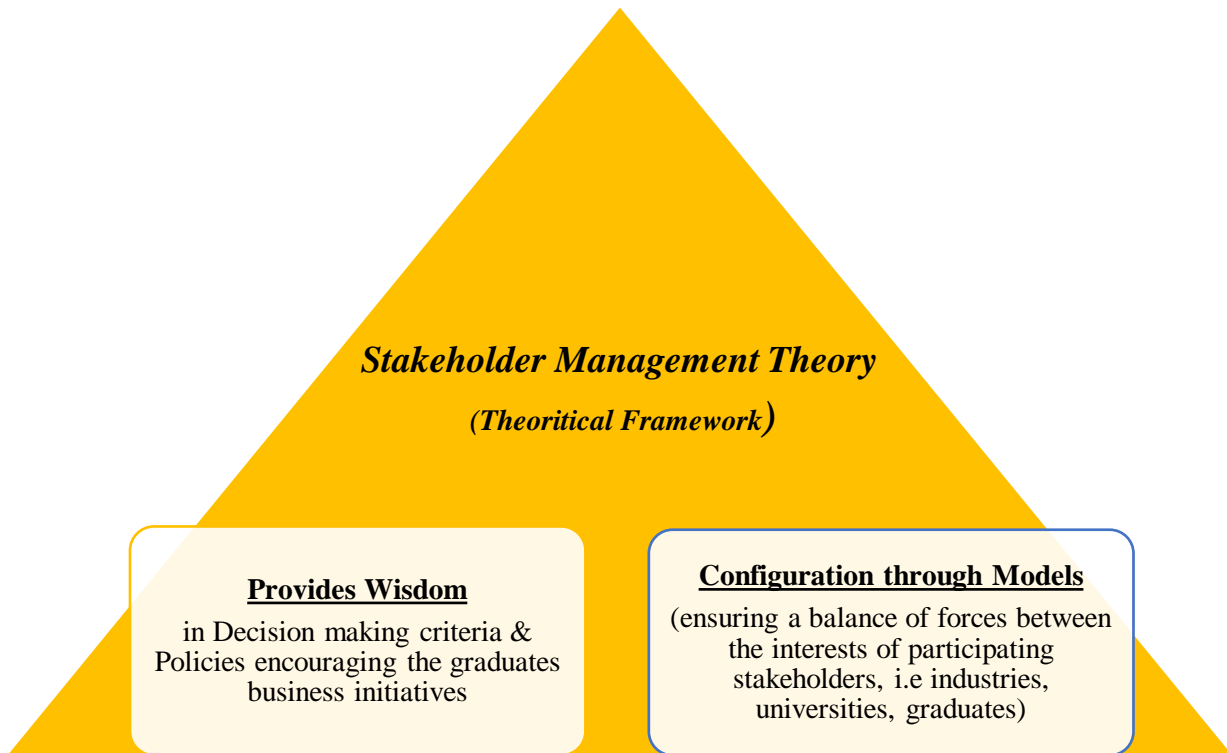 Stakeholder Management Theory
(Theoritical Framework)
Provides Wisdom
in Decision making criteria &
Policies encouraging the graduates
business initiatives
Configuration through Models
(ensuring a balance of forces between
the interests of participating
stakeholders, i.e industries,
universities, graduates)